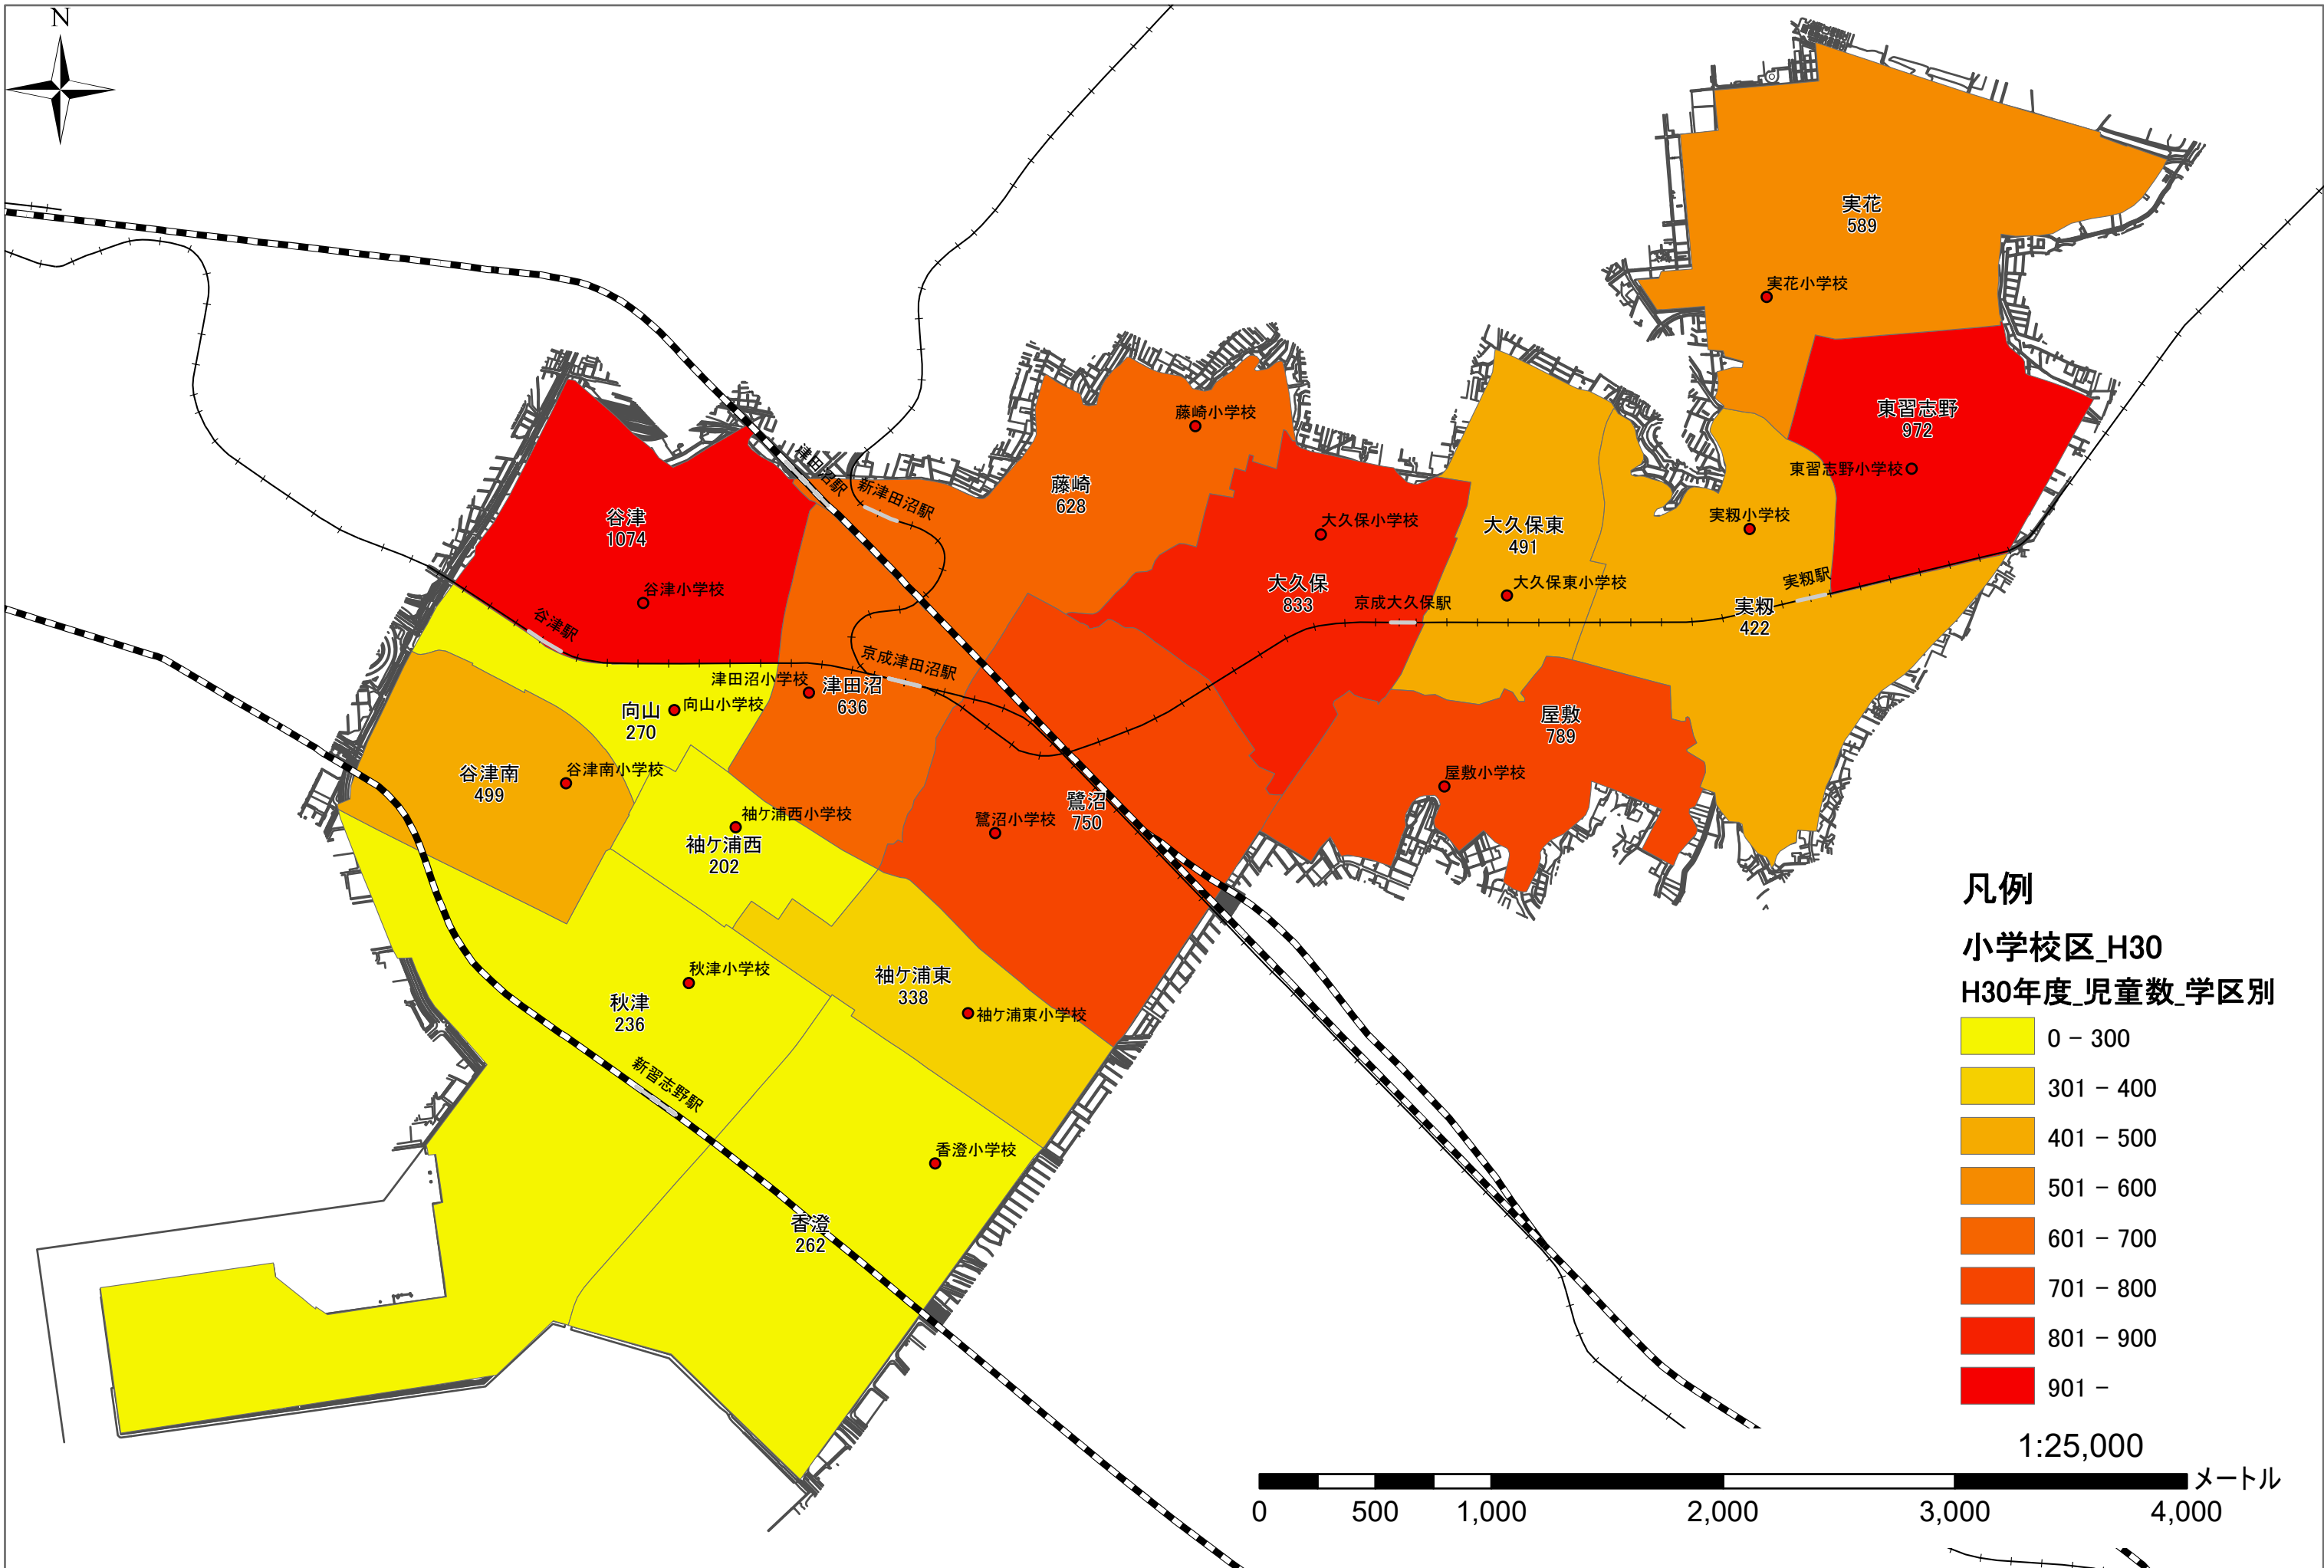 N
実花
589
実花小学校
東習志野
972
東習志野小学校
藤崎小学校
藤崎
628
津田沼駅
新津田沼駅
谷津
1074
谷津小学校
谷津駅
大久保小学校
大久保
833
京成大久保駅
大久保東
491
大久保東小学校
実籾小学校
実籾駅
実籾
422
京成津田沼駅
津田沼小学校
津田沼
636
向山
270
向山小学校
谷津南
499
谷津南小学校
袖ケ浦西小学校
袖ケ浦西
202
鷺沼小学校
鷺沼
750
屋敷
789
屋敷小学校
袖ケ浦東
338
袖ケ浦東小学校
秋津小学校
秋津
236
新習志野駅
香澄小学校
香澄
262
凡例
小学校区_H30
H30年度_児童数_学区別
0 - 300
301 - 400
401 - 500
501 - 600
601 - 700
701 - 800
801 - 900
901 -
1:25,000
メートル
0 500 1,000 2,000 3,000 4,000